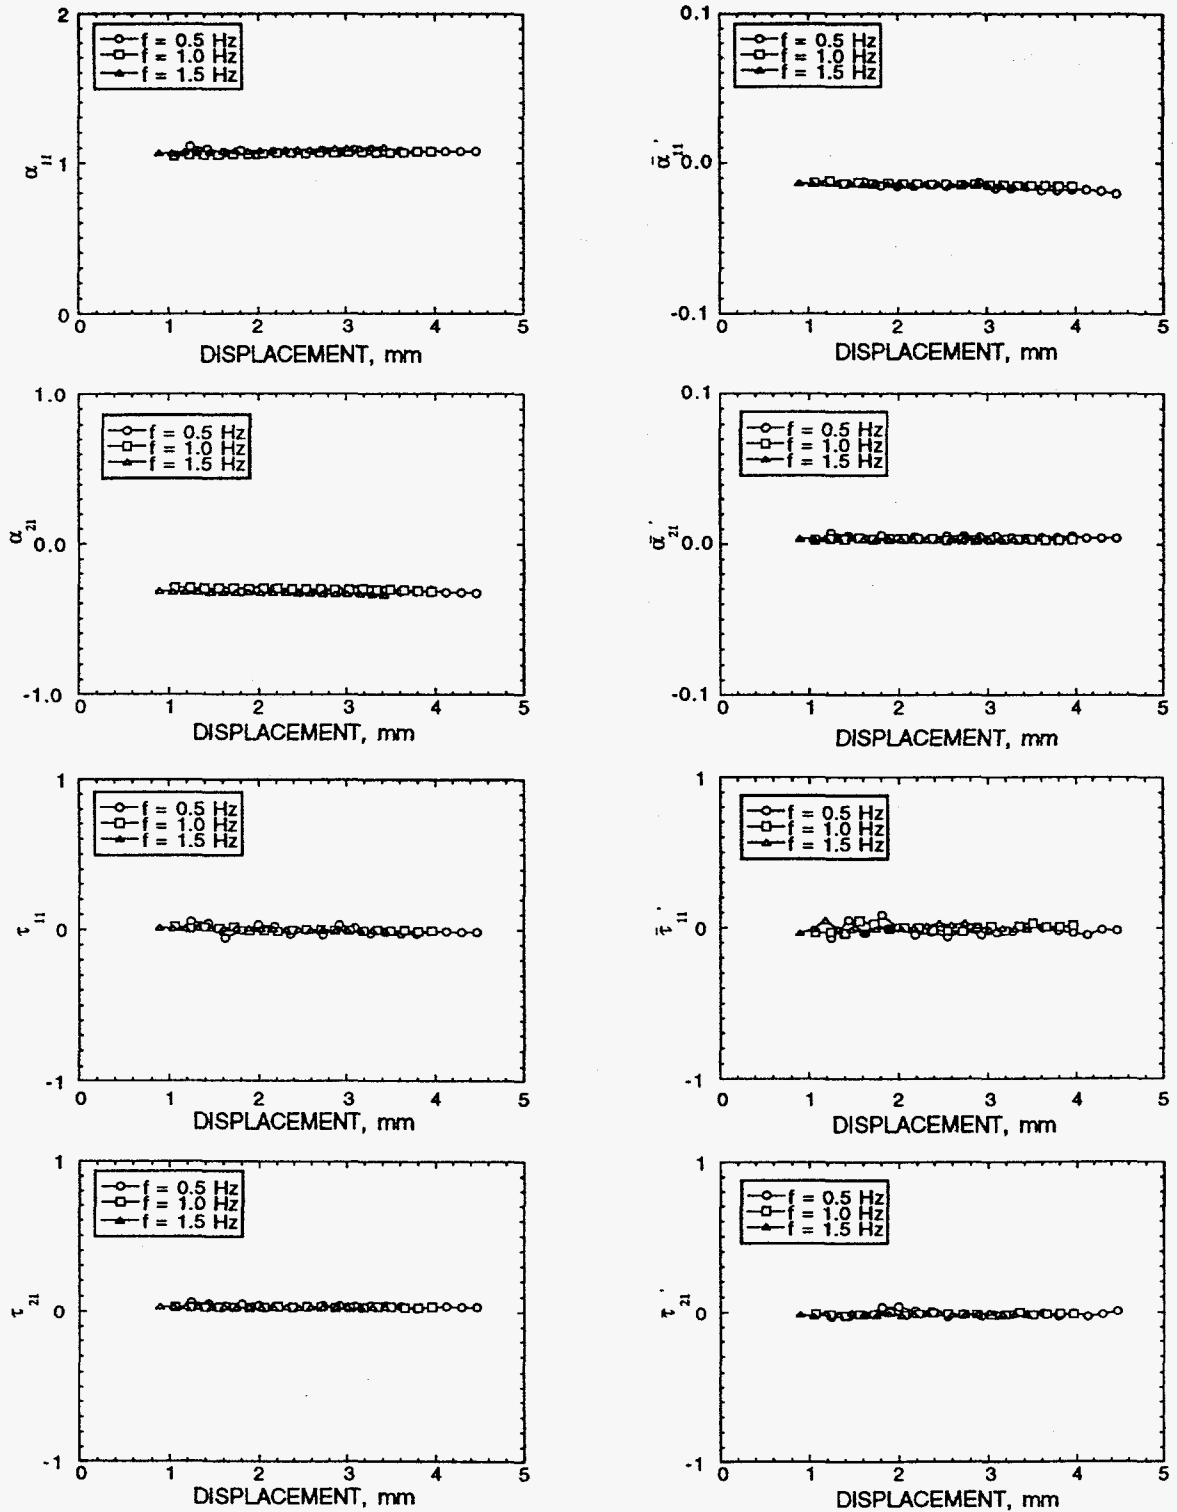 2
f = 0.5 Hz
f = 1.0 Hz
f = 1.5 Hz
α11
1
0
0 1 2 3 4 5
DISPLACEMENT, mm
0.1
f = 0.5 Hz
f = 1.0 Hz
f = 1.5 Hz
ᾱ11'
0.0
-0.1
0 1 2 3 4 5
DISPLACEMENT, mm
1.0
f = 0.5 Hz
f = 1.0 Hz
f = 1.5 Hz
α21
0.0
-1.0
0 1 2 3 4 5
DISPLACEMENT, mm
0.1
f = 0.5 Hz
f = 1.0 Hz
f = 1.5 Hz
ᾱ21'
0.0
-0.1
0 1 2 3 4 5
DISPLACEMENT, mm
1
f = 0.5 Hz
f = 1.0 Hz
f = 1.5 Hz
τ11
0
-1
0 1 2 3 4 5
DISPLACEMENT, mm
1
f = 0.5 Hz
f = 1.0 Hz
f = 1.5 Hz
τ̄11'
0
-1
0 1 2 3 4 5
DISPLACEMENT, mm
1
f = 0.5 Hz
f = 1.0 Hz
f = 1.5 Hz
τ21
0
-1
0 1 2 3 4 5
DISPLACEMENT, mm
1
f = 0.5 Hz
f = 1.0 Hz
f = 1.5 Hz
τ̄21'
0
-1
0 1 2 3 4 5
DISPLACEMENT, mm